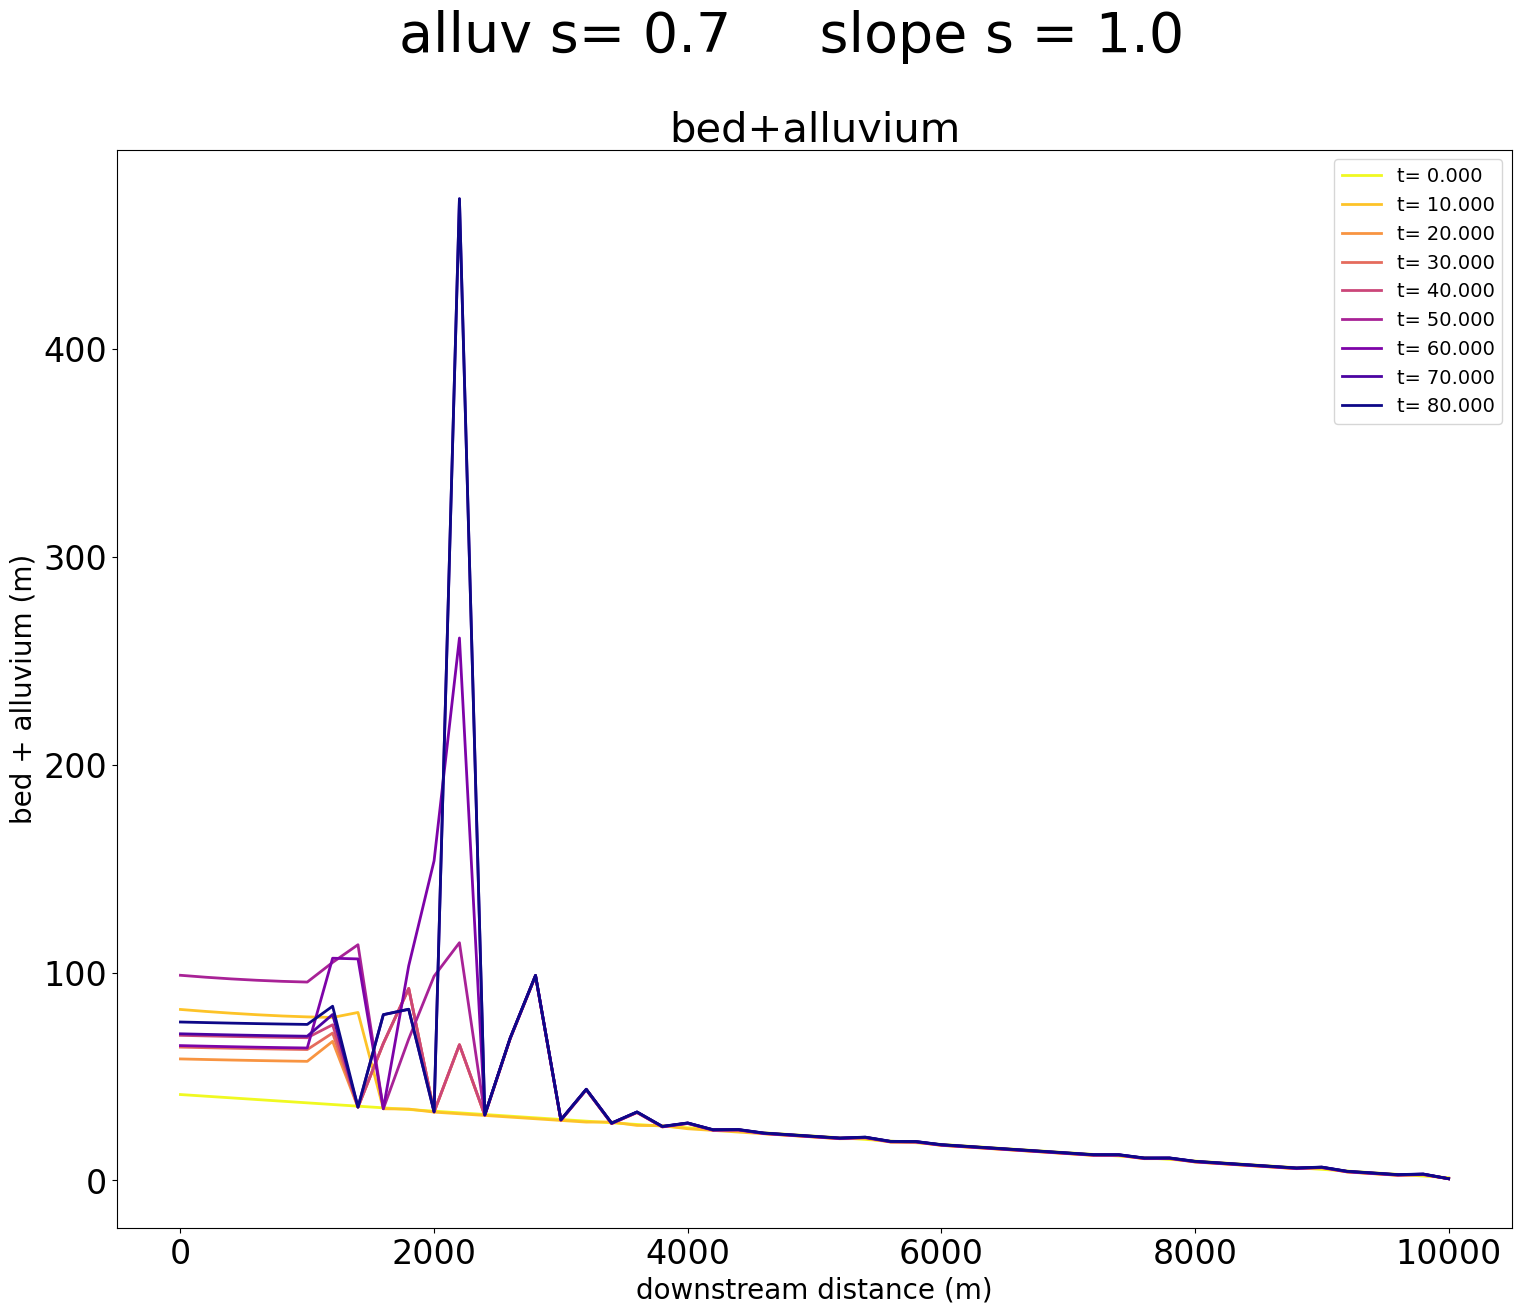 alluv s= 0.7     slope s = 1.0
bed+alluvium
t= 0.000
t= 10.000
t= 20.000
t= 30.000
t= 40.000
t= 50.000
t= 60.000
t= 70.000
t= 80.000
400
300
200
100
0
bed + alluvium (m)
0 2000 4000 6000 8000 10000
downstream distance (m)